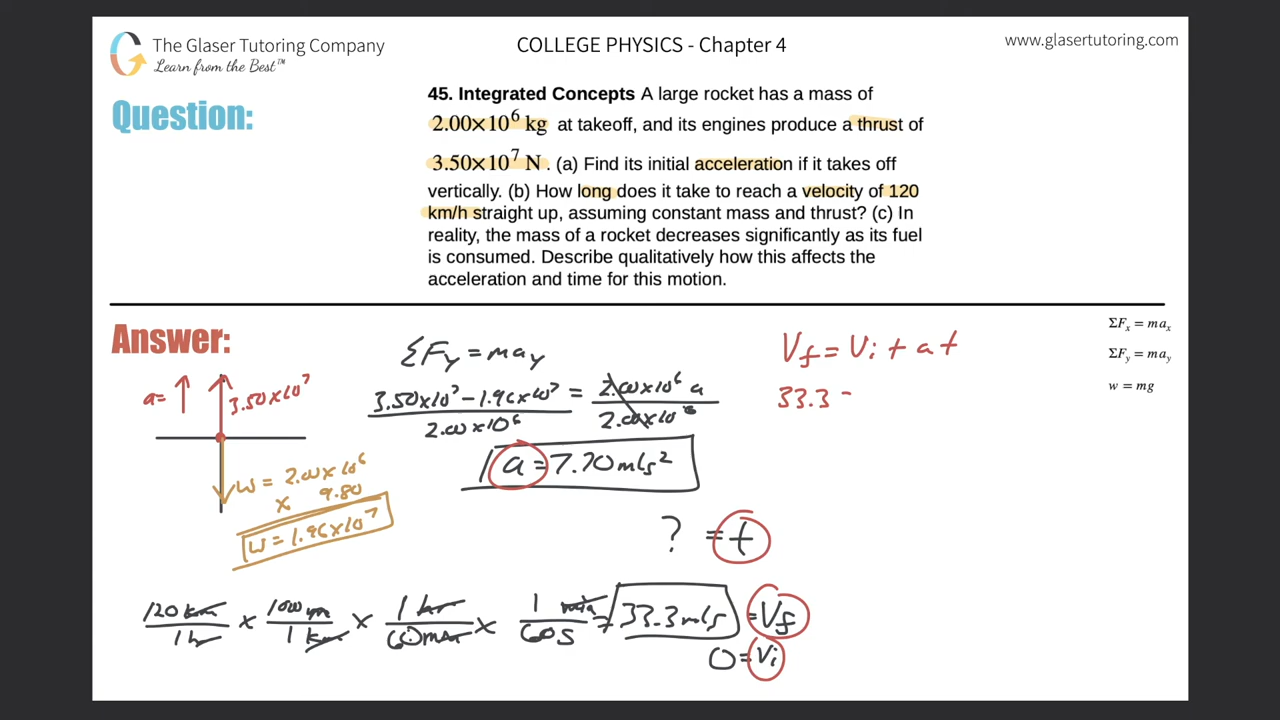 The Glaser Tutoring Company
Learn from the Best™
COLLEGE PHYSICS - Chapter 4
www.glasertutoring.com
Question:
45. Integrated Concepts A large rocket has a mass of
2.00×10⁶ kg at takeoff, and its engines produce a thrust of
3.50×10⁷ N . (a) Find its initial acceleration if it takes off
vertically. (b) How long does it take to reach a velocity of 120
km/h straight up, assuming constant mass and thrust? (c) In
reality, the mass of a rocket decreases significantly as its fuel
is consumed. Describe qualitatively how this affects the
acceleration and time for this motion.
Answer:
ΣFₓ = maₓ
ΣFᵧ = maᵧ
w = mg
a= ↑
3.50×10⁷
W = 2.00×10⁶
× 9.80
W = 1.96×10⁷
ΣFy = may
3.50×10⁷ - 1.96×10⁷ = 2.00×10⁶ a
2.00×10⁶ 2.00×10⁶
a = 7.70 m/s²
? = t
120 km × 1000 m × 1 hr × 1 min = 33.3 m/s = Vf
1 hr 1 km 60 min 60 s
0 = Vi
Vf = Vi + at
33.3 =